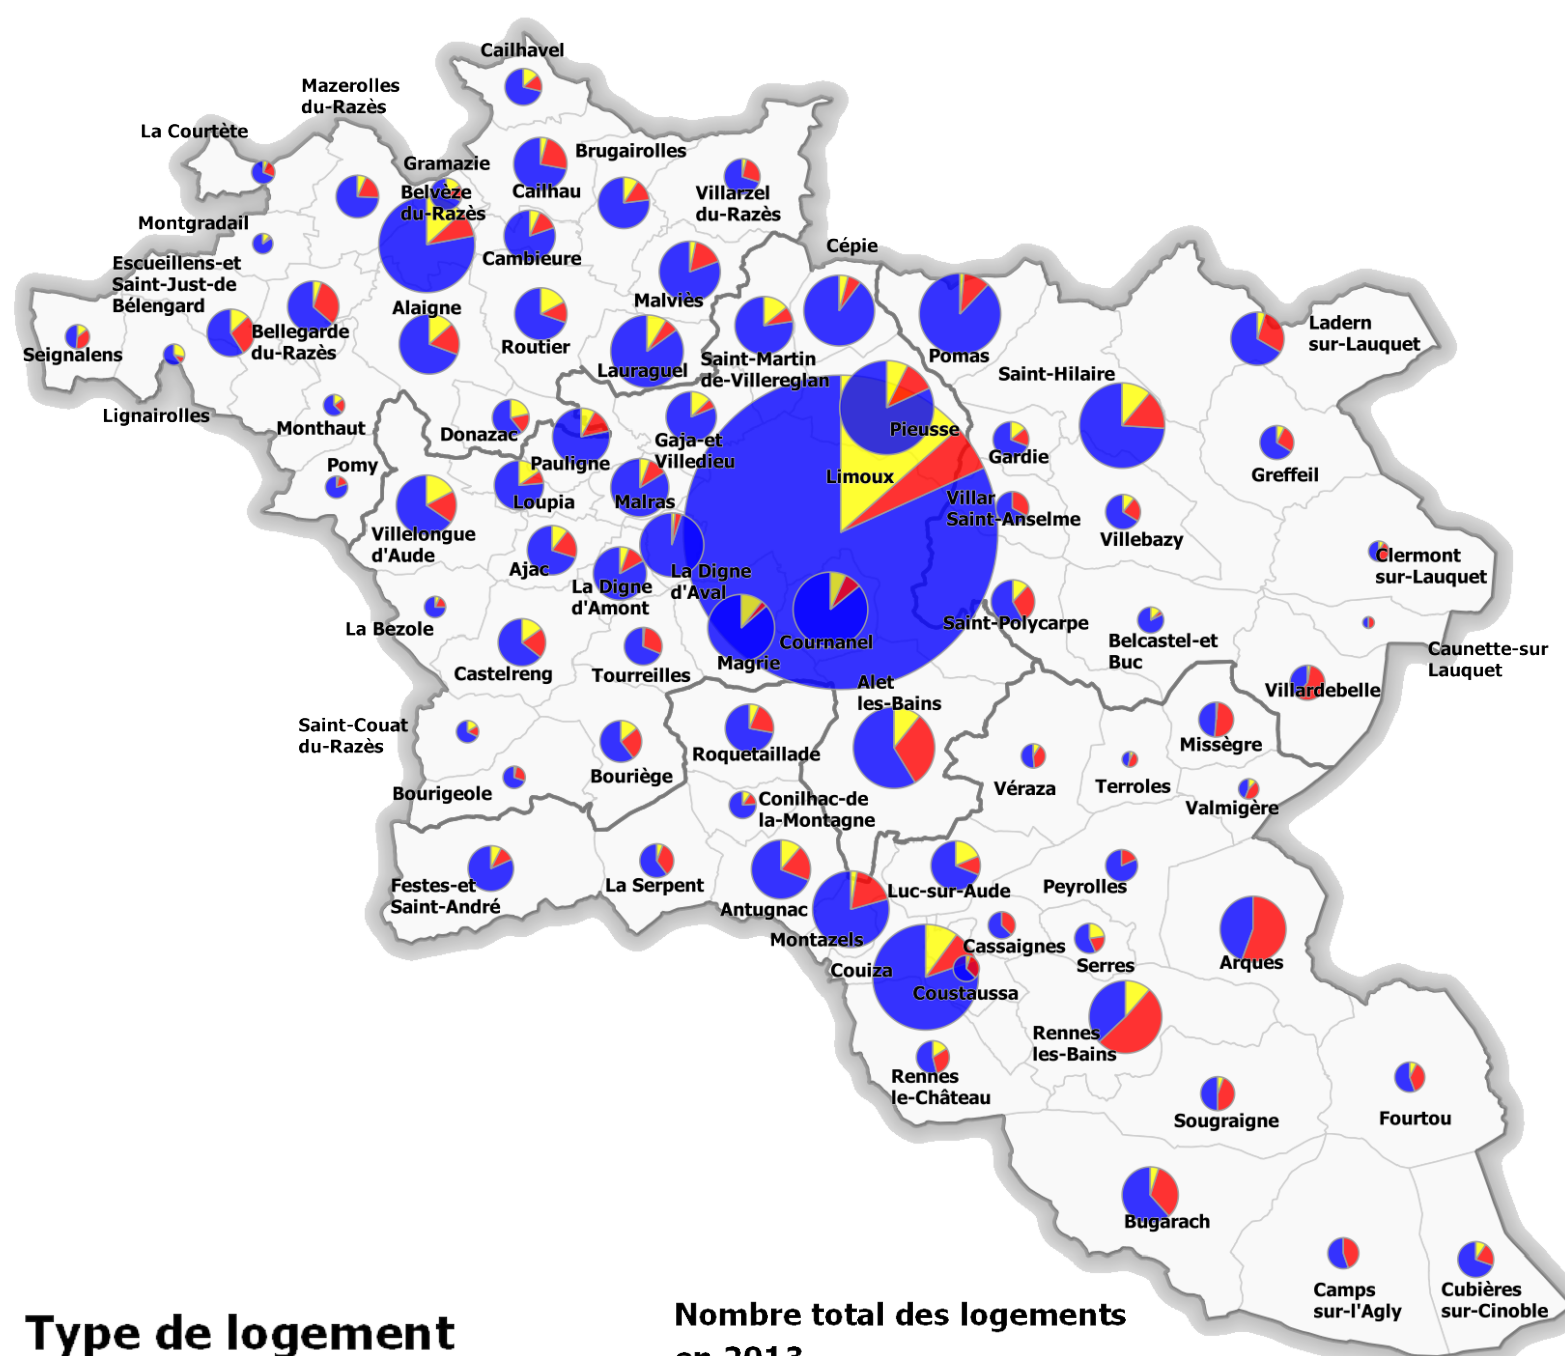 Cailhavel
Mazerolles
du-Razès
La Courtète
Gramazie
Brugairolles
Belvèze
du-Razès
Cailhau
Villarzel
du-Razès
Montgradail
Cambieure
Cépie
Escueillens-et
Saint-Just-de
Bélengard
Malviès
Alaigne
Bellegarde
du-Razès
Routier
Lauraguel
Saint-Martin
de-Villereglan
Pomas
Ladern
sur-Lauquet
Seignalens
Saint-Hilaire
Lignairolles
Monthaut
Donazac
Pauligne
Gaja-et
Villedieu
Pieusse
Gardie
Greffeil
Pomy
Loupia
Malras
Limoux
Villar
Saint-Anselme
Villebazy
Villelongue
d'Aude
Ajac
La Digne
d'Amont
La Digne
d'Aval
Clermont
sur-Lauquet
La Bezole
Cournanel
Saint-Polycarpe
Belcastel-et
Buc
Caunette-sur
Lauquet
Castelreng
Tourreilles
Magrie
Alet
les-Bains
Villardebelle
Saint-Couat
du-Razès
Bouriège
Roquetaillade
Missègre
Bourigeole
Conilhac-de
la-Montagne
Véraza
Terroles
Valmigère
Festes-et
Saint-André
La Serpent
Antugnac
Luc-sur-Aude
Peyrolles
Montazels
Cassaignes
Serres
Arques
Couiza
Coustaussa
Rennes
les-Bains
Rennes
le-Château
Sougraigne
Fourtou
Bugarach
Camps
sur-l'Agly
Cubières
sur-Cinoble
Type de logement
Nombre total des logements
en 2013